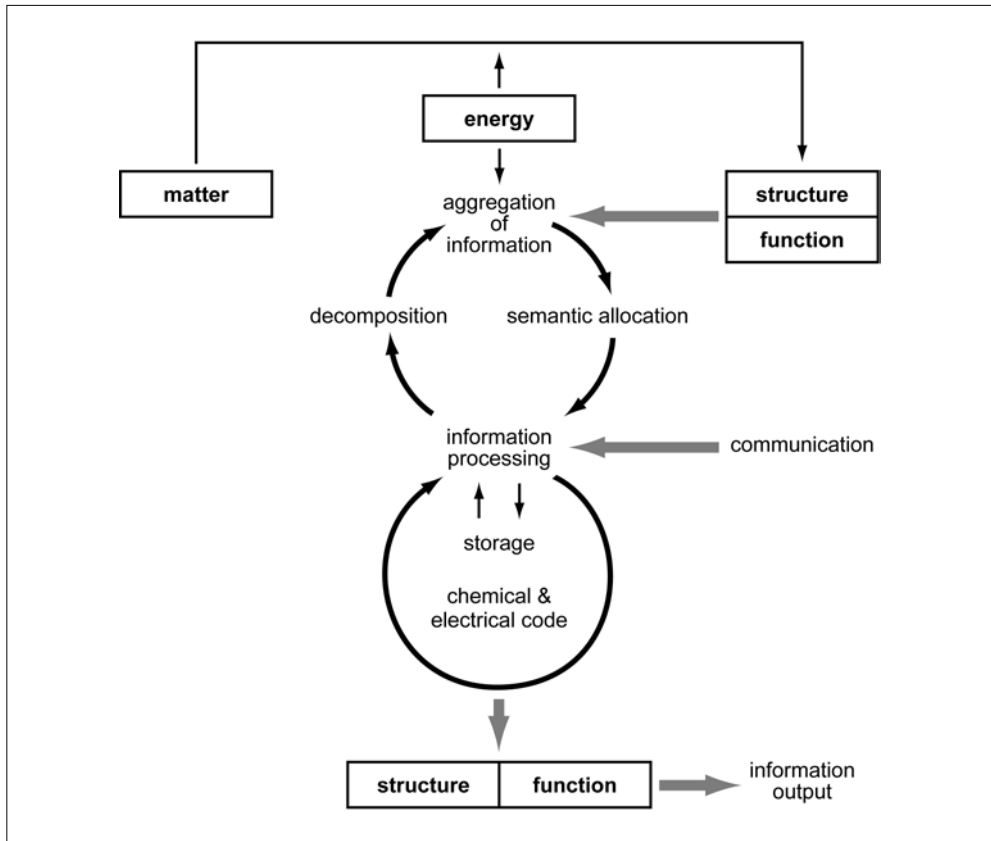 energy
matter
structure
function
aggregation
of
information
decomposition
semantic allocation
information
processing
communication
storage
chemical &
electrical code
structure
function
information
output